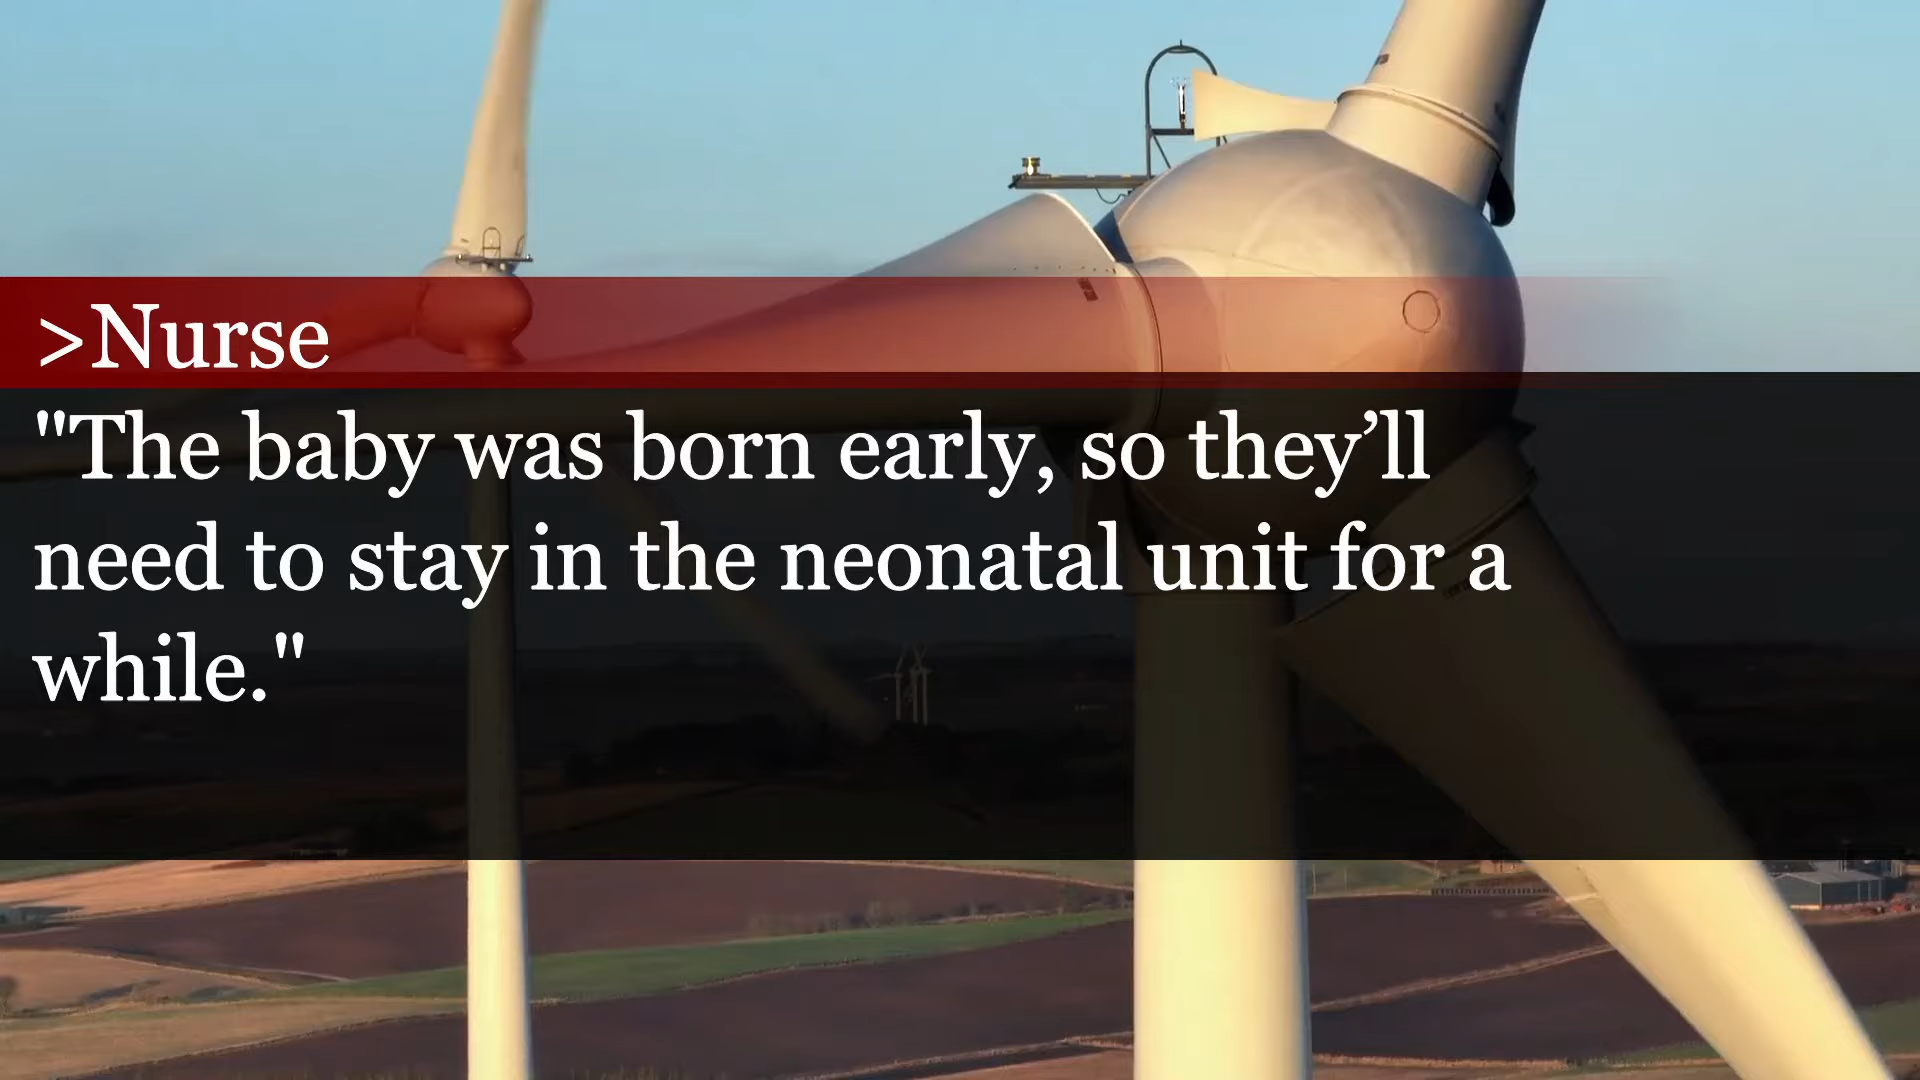 >Nurse
"The baby was born early, so they’ll
need to stay in the neonatal unit for a
while."